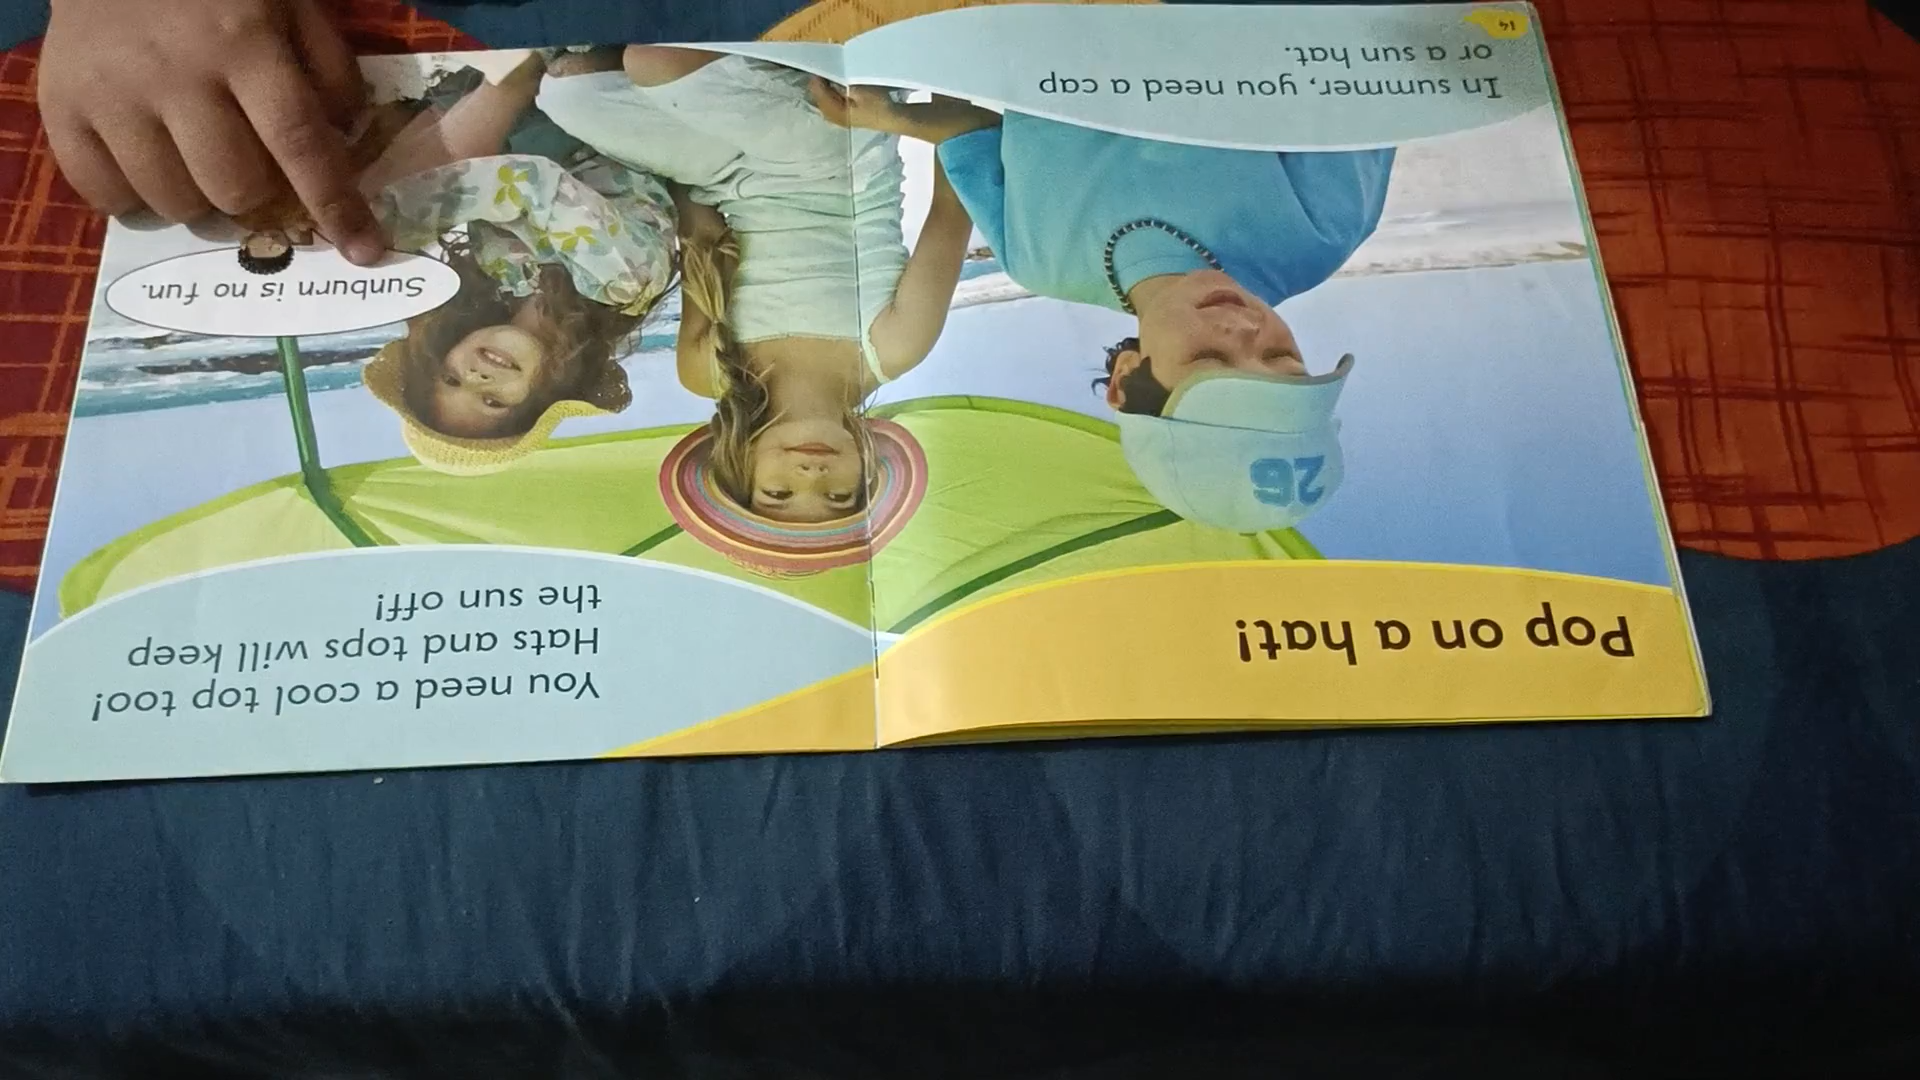 Pop on a hat!
26
In summer, you need a cap
or a sun hat.
14
You need a cool top too!
Hats and tops will keep
the sun off!
Sunburn is no fun.